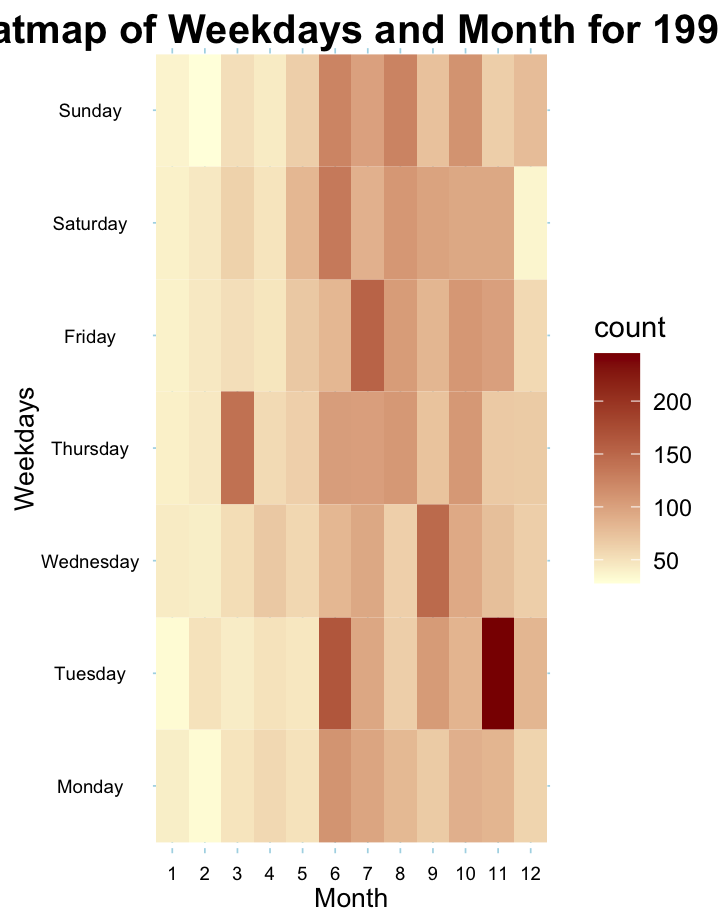 atmap of Weekdays and Month for 199
Sunday
Saturday
Friday
Thursday
Wednesday
Tuesday
Monday
Weekdays
1 2 3 4 5 6 7 8 9 10 11 12
Month
count
200
150
100
50